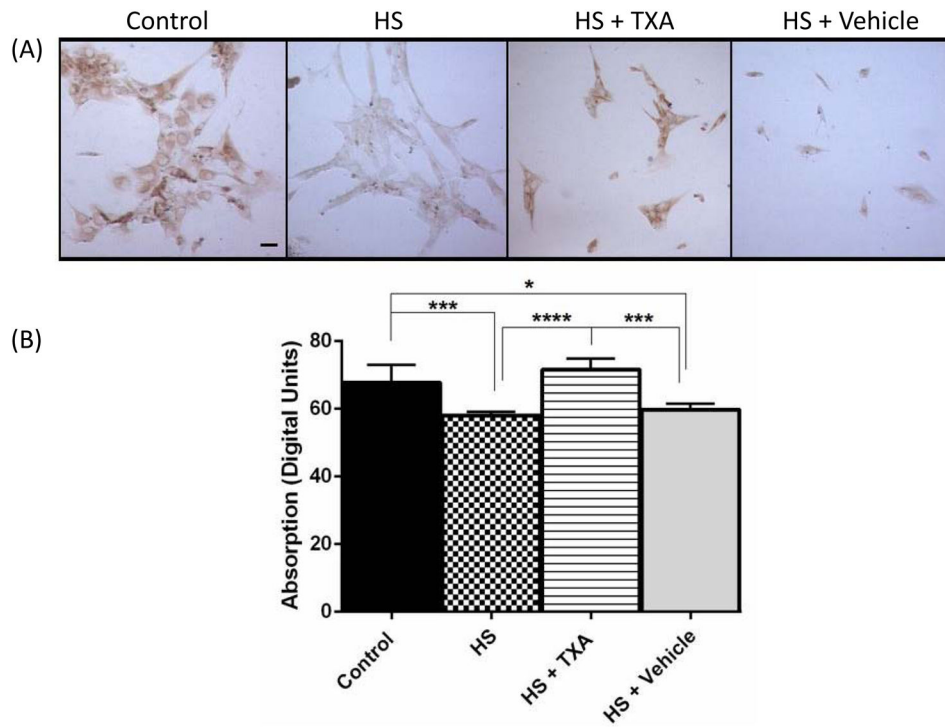 Control HS HS + TXA HS + Vehicle
(A)
(B)
*
*** **** ***
80
60
40
20
0
Absorption (Digital Units)
Control
HS
HS + TXA
HS + Vehicle